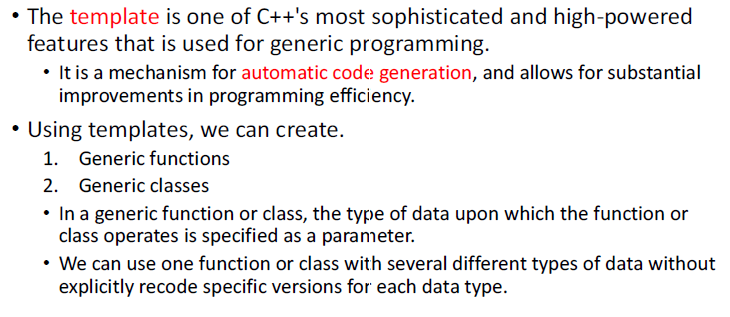 • The template is one of C++'s most sophisticated and high-powered
features that is used for generic programming.
• It is a mechanism for automatic code generation, and allows for substantial
improvements in programming efficiency.
• Using templates, we can create.
1. Generic functions
2. Generic classes
• In a generic function or class, the type of data upon which the function or
class operates is specified as a parameter.
• We can use one function or class with several different types of data without
explicitly recode specific versions for each data type.